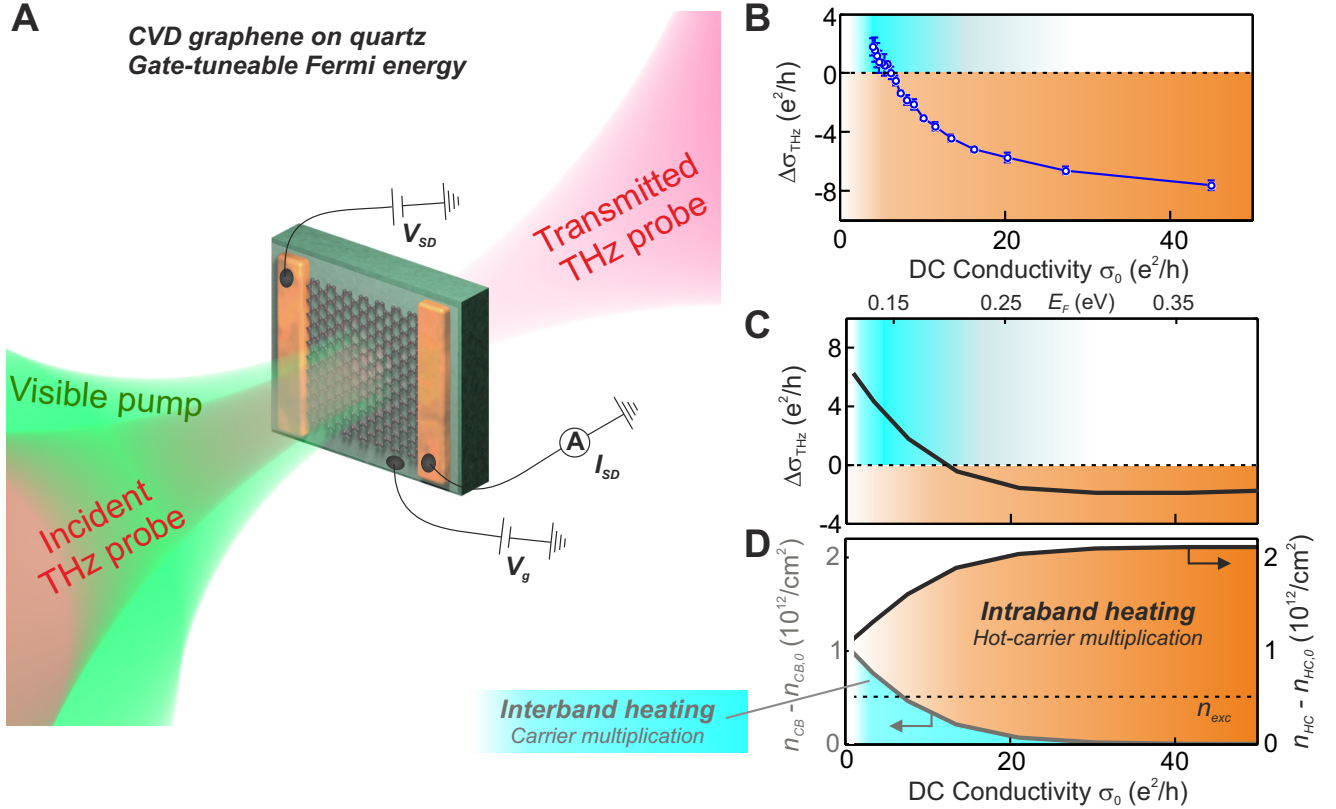 A
CVD graphene on quartz
Gate-tuneable Fermi energy
Transmitted
THz probe
V_SD
Visible pump
Incident
THz probe
A
I_SD
V_g
B
4
0
-4
-8
Δσ_THz (e²/h)
0
20
40
DC Conductivity σ₀ (e²/h)
0.15
0.25
E_F (eV)
0.35
C
8
4
0
-4
Δσ_THz (e²/h)
D
2
1
0
n_CB - n_CB,0 (10¹²/cm²)
Intraband heating
Hot-carrier multiplication
n_exc
2
1
0
n_HC - n_HC,0 (10¹²/cm²)
Interband heating
Carrier multiplication
0
20
40
DC Conductivity σ₀ (e²/h)